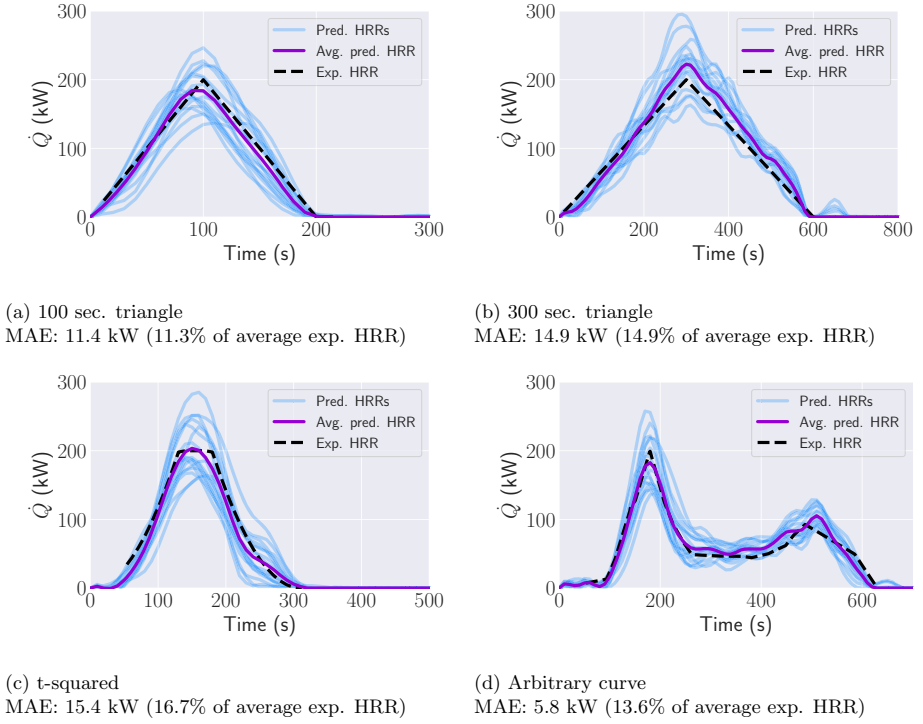 300
200
100
0
Q̇ (kW)
Pred. HRRs
Avg. pred. HRR
Exp. HRR
0 100 200 300
Time (s)
(a) 100 sec. triangle
MAE: 11.4 kW (11.3% of average exp. HRR)
300
200
100
0
Q̇ (kW)
Pred. HRRs
Avg. pred. HRR
Exp. HRR
0 200 400 600 800
Time (s)
(b) 300 sec. triangle
MAE: 14.9 kW (14.9% of average exp. HRR)
300
200
100
0
Q̇ (kW)
Pred. HRRs
Avg. pred. HRR
Exp. HRR
0 100 200 300 400 500
Time (s)
(c) t-squared
MAE: 15.4 kW (16.7% of average exp. HRR)
300
200
100
0
Q̇ (kW)
Pred. HRRs
Avg. pred. HRR
Exp. HRR
0 200 400 600
Time (s)
(d) Arbitrary curve
MAE: 5.8 kW (13.6% of average exp. HRR)